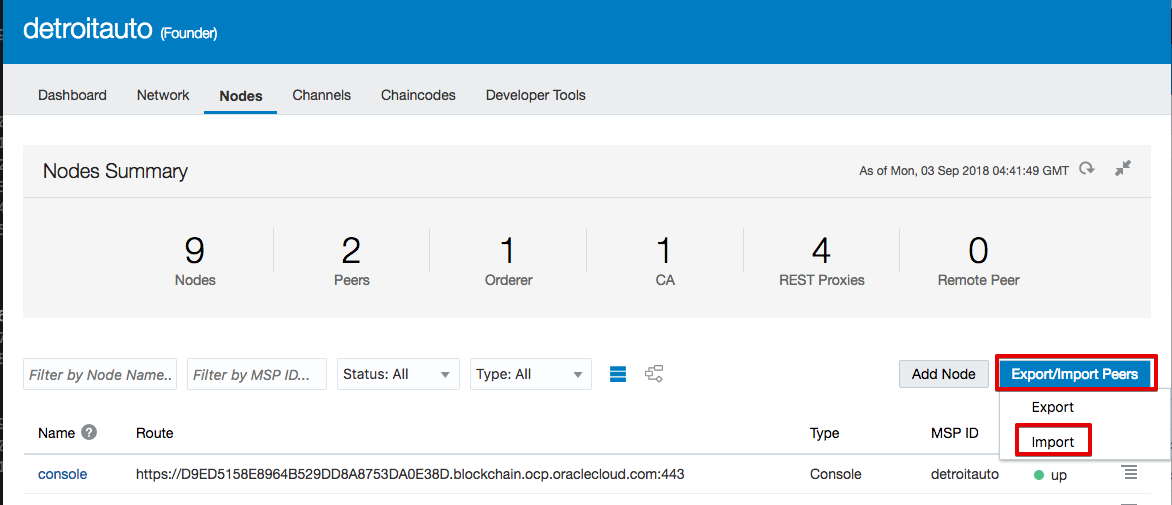 detroitauto (Founder)
Dashboard Network Nodes Channels Chaincodes Developer Tools
Nodes Summary As of Mon, 03 Sep 2018 04:41:49 GMT
9 2 1 1 4 0
Nodes Peers Orderer CA REST Proxies Remote Peer
Filter by Node Name.. Filter by MSP ID... Status: All Type: All Add Node Export/Import Peers
Export
Name ? Route Type MSP ID
Import
console https://D9ED5158E8964B529DD8A8753DA0E38D.blockchain.ocp.oraclecloud.com:443 Console detroitauto up